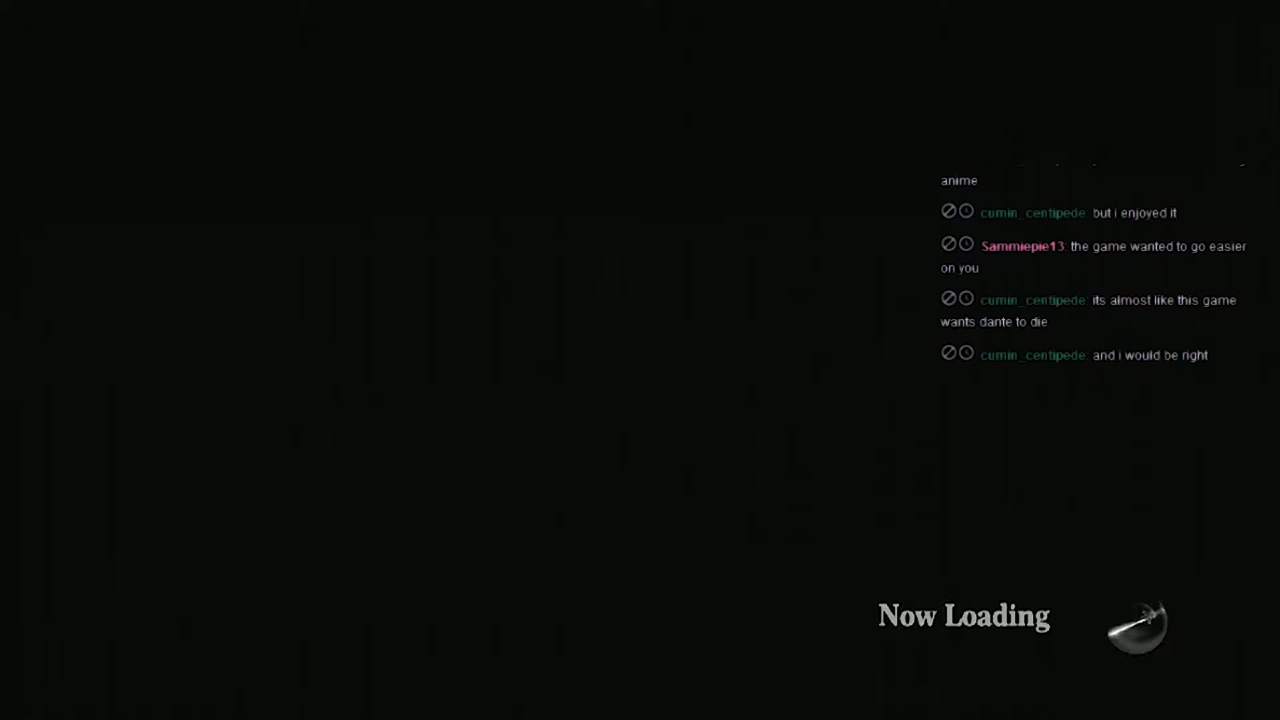 anime
cumin_centipede: but i enjoyed it
Sammiepie13: the game wanted to go easier
on you
cumin_centipede: its almost like this game
wants dante to die
cumin_centipede: and i would be right
Now Loading